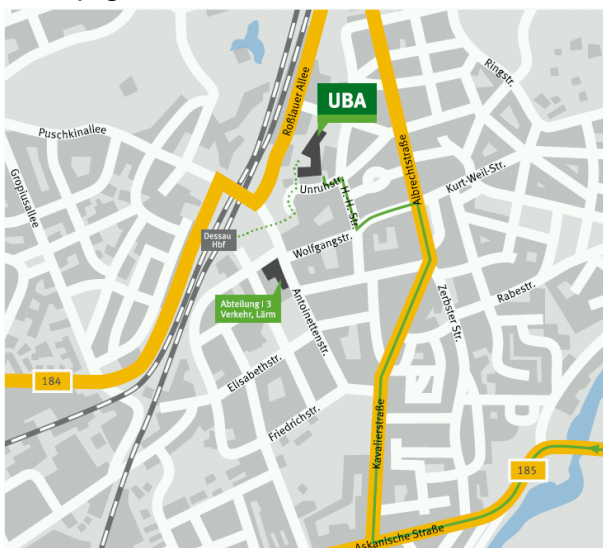 UBA
Roßlauer Allee
Ringstr.
Puschkinallee
Gropiusallee
Albrechtstraße
Kurt-Weil-Str.
Unruhstr.
H. H. Str.
Dessau
Hbf
Wolfgangstr.
Abteilung I 3
Verkehr, Lärm
Antoinettenstr.
Zerbster Str.
Rabestr.
Elisabethstr.
184
Friedrichstr.
Kavalierstraße
185
Askanische Straße